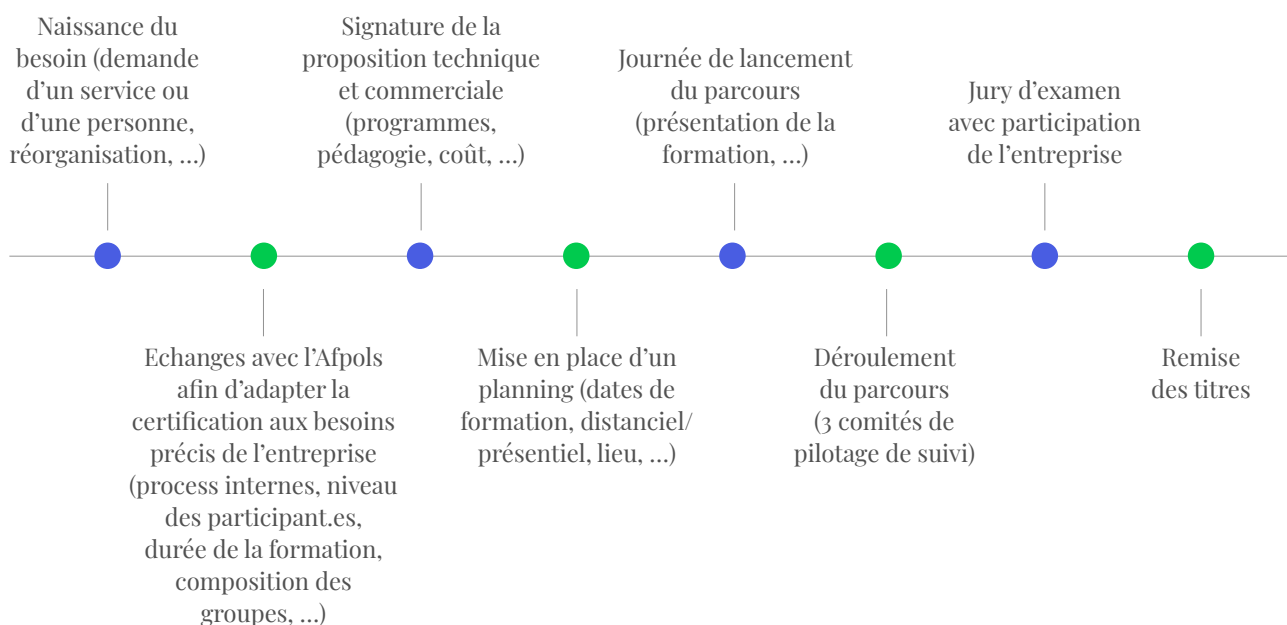 Naissance du
besoin (demande
d’un service ou
d’une personne,
réorganisation, …)
Echanges avec l’Afpols
afin d’adapter la
certification aux besoins
précis de l’entreprise
(process internes, niveau
des participant.es,
durée de la formation,
composition des
groupes, …)
Signature de la
proposition technique
et commerciale
(programmes,
pédagogie, coût, …)
Mise en place d’un
planning (dates de
formation, distanciel/
présentiel, lieu, …)
Journée de lancement
du parcours
(présentation de la
formation, …)
Déroulement
du parcours
(3 comités de
pilotage de suivi)
Jury d’examen
avec participation
de l’entreprise
Remise
des titres